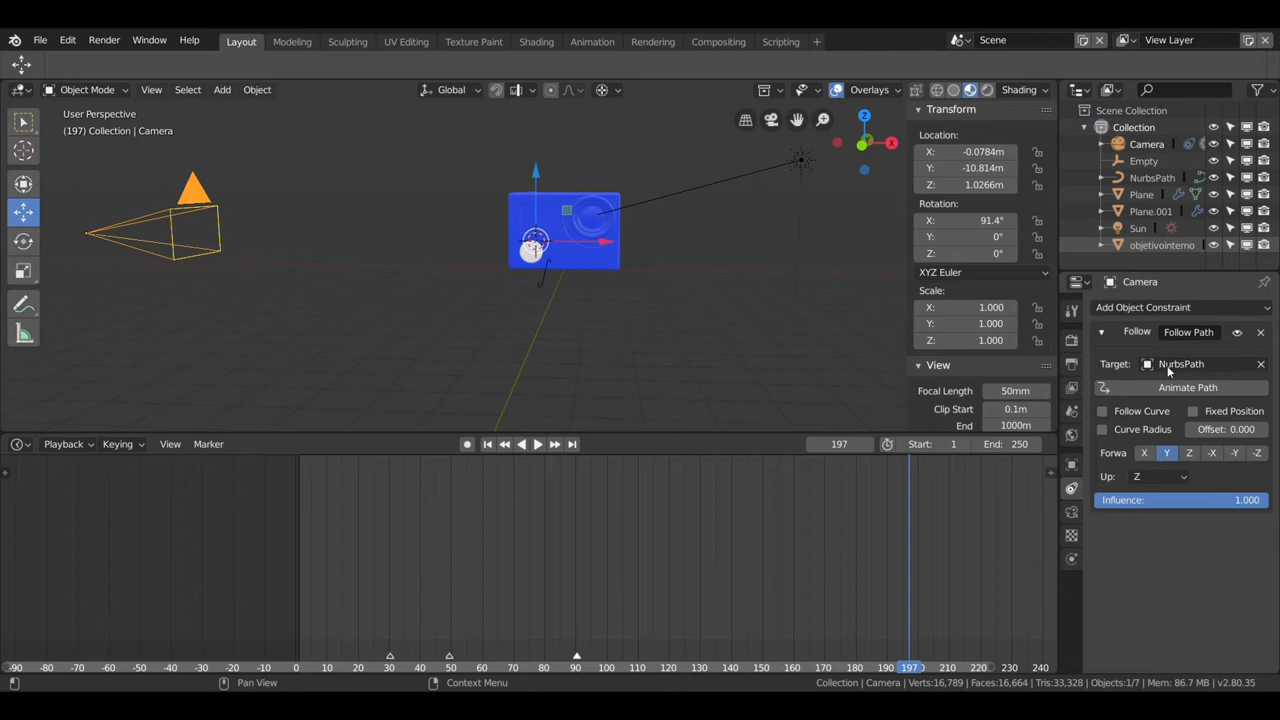 File Edit Render Window Help Layout Modeling Sculpting UV Editing Texture Paint Shading Animation Rendering Compositing Scripting + Scene View Layer
Object Mode View Select Add Object Global Overlays Shading
User Perspective
(197) Collection | Camera
Z
X
Transform
Location:
X: -0.0784m
Y: -10.814m
Z: 1.0266m
Rotation:
X: 91.4°
Y: 0°
Z: 0°
XYZ Euler
Scale:
X: 1.000
Y: 1.000
Z: 1.000
View
Focal Length 50mm
Clip Start 0.1m
End 1000m
Scene Collection
Collection
Camera
Empty
NurbsPath
Plane
Plane.001
Sun
objetivointerno
Camera
Add Object Constraint
Follow Follow Path
Target: NurbsPath
Animate Path
Follow Curve Fixed Position
Curve Radius Offset: 0.000
Forwa X Y Z -X -Y -Z
Up: Z
Influence: 1.000
Playback Keying View Marker 197 Start: 1 End: 250
-90 -80 -70 -60 -50 -40 -30 -20 -10 0 10 20 30 40 50 60 70 80 90 100 110 120 130 140 150 160 170 180 190 197 210 220 230 240
Pan View Context Menu Collection | Camera | Verts:16,789 | Faces:16,664 | Tris:33,328 | Objects:1/7 | Mem: 86.7 MB | v2.80.35